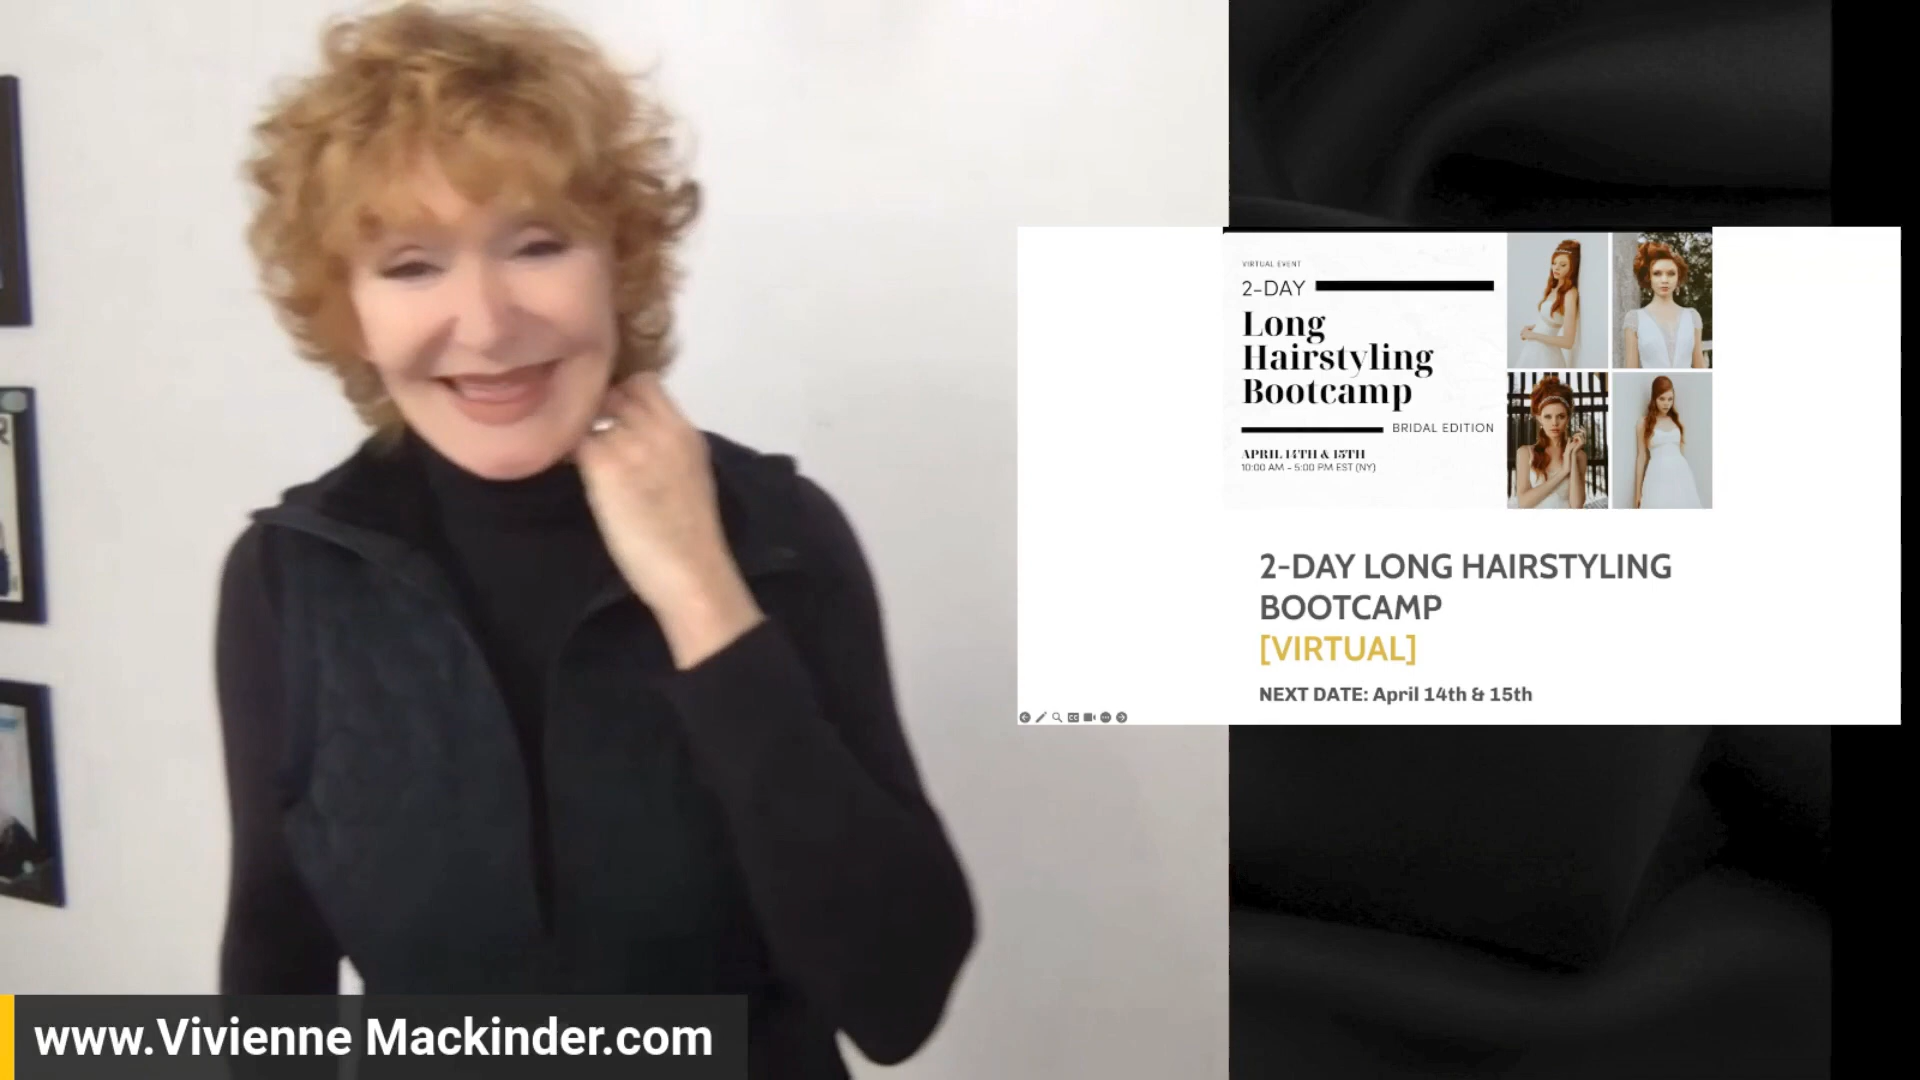 VIRTUAL EVENT
2-DAY
Long
Hairstyling
Bootcamp
BRIDAL EDITION
APRIL 14TH & 15TH
10:00 AM - 5:00 PM EST (NY)
2-DAY LONG HAIRSTYLING
BOOTCAMP
[VIRTUAL]
NEXT DATE: April 14th & 15th
www.Vivienne Mackinder.com